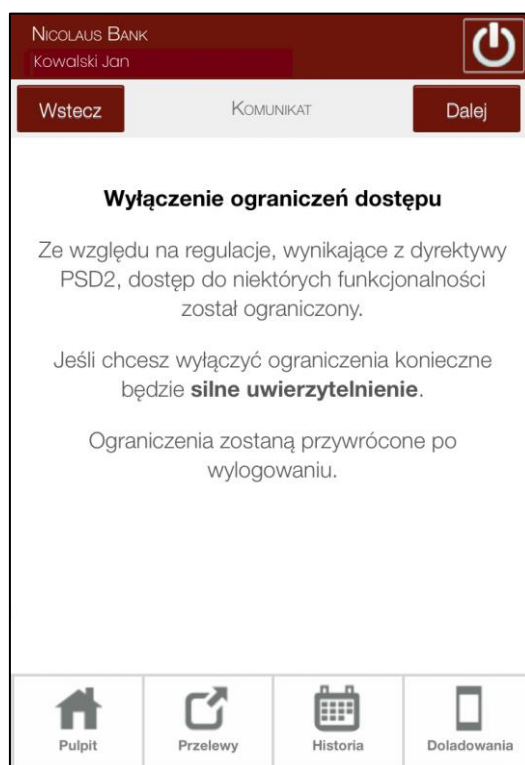 Nicolaus Bank
Kowalski Jan
Wstecz
Komunikat
Dalej
Wyłączenie ograniczeń dostępu
Ze względu na regulacje, wynikające z dyrektywy
PSD2, dostęp do niektórych funkcjonalności
został ograniczony.
Jeśli chcesz wyłączyć ograniczenia konieczne
będzie silne uwierzytelnienie.
Ograniczenia zostaną przywrócone po
wylogowaniu.
Pulpit
Przelewy
Historia
Doladowania